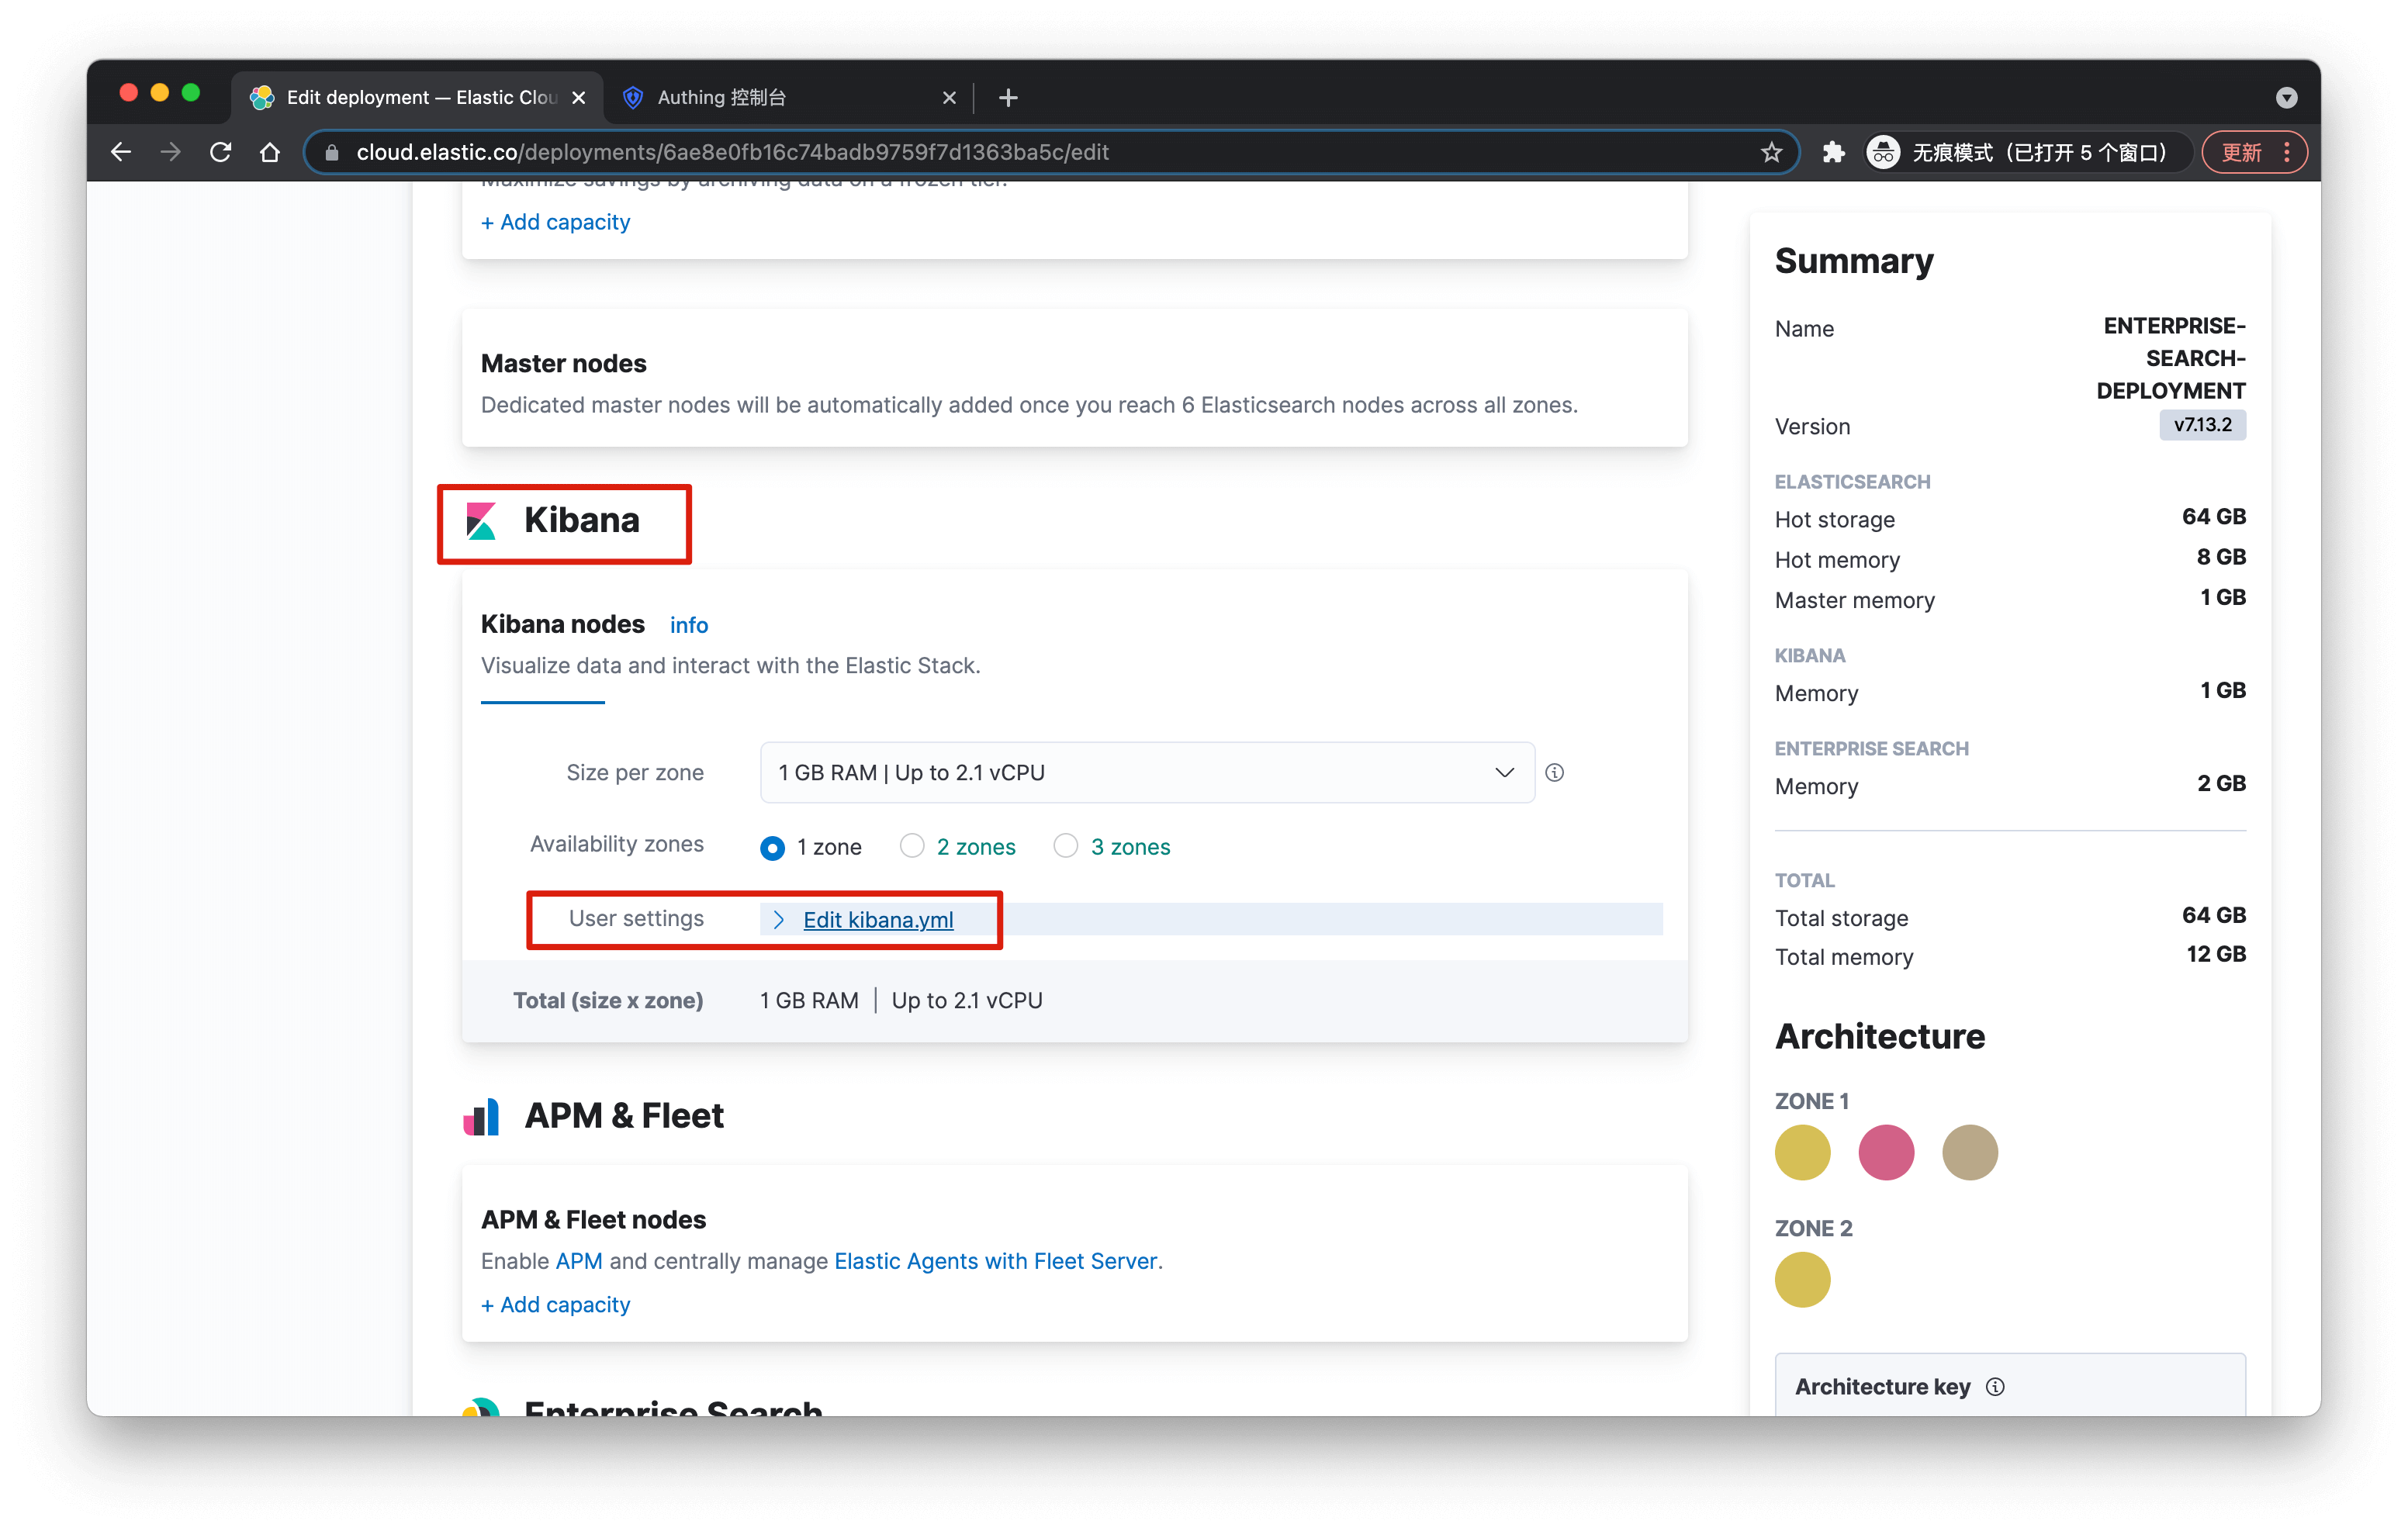 Edit deployment — Elastic Clou
Authing 控制台
cloud.elastic.co/deployments/6ae8e0fb16c74badb9759f7d1363ba5c/edit
无痕模式（已打开 5 个窗口）
更新
Maximize savings by archiving data on a frozen tier.
+ Add capacity
Master nodes
Dedicated master nodes will be automatically added once you reach 6 Elasticsearch nodes across all zones.
Kibana
Kibana nodes info
Visualize data and interact with the Elastic Stack.
Size per zone 1 GB RAM | Up to 2.1 vCPU
Availability zones 1 zone 2 zones 3 zones
User settings Edit kibana.yml
Total (size x zone) 1 GB RAM | Up to 2.1 vCPU
APM & Fleet
APM & Fleet nodes
Enable APM and centrally manage Elastic Agents with Fleet Server.
+ Add capacity
Enterprise Search
Summary
Name ENTERPRISE-
SEARCH-
DEPLOYMENT
Version v7.13.2
ELASTICSEARCH
Hot storage 64 GB
Hot memory 8 GB
Master memory 1 GB
KIBANA
Memory 1 GB
ENTERPRISE SEARCH
Memory 2 GB
TOTAL
Total storage 64 GB
Total memory 12 GB
Architecture
ZONE 1
ZONE 2
Architecture key